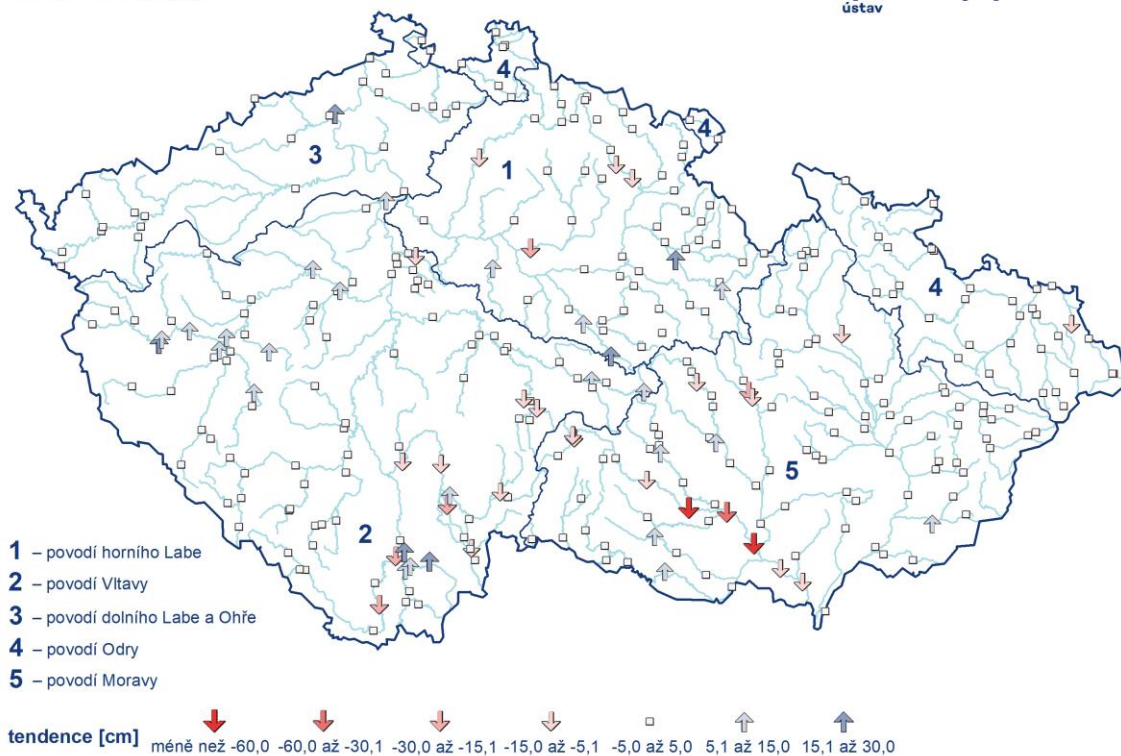 ústav
4
4
3
1
4
5
2
1 – povodí horního Labe
2 – povodí Vltavy
3 – povodí dolního Labe a Ohře
4 – povodí Odry
5 – povodí Moravy
tendence [cm] méně než -60,0 -60,0 až -30,1 -30,0 až -15,1 -15,0 až -5,1 -5,0 až 5,0 5,1 až 15,0 15,1 až 30,0